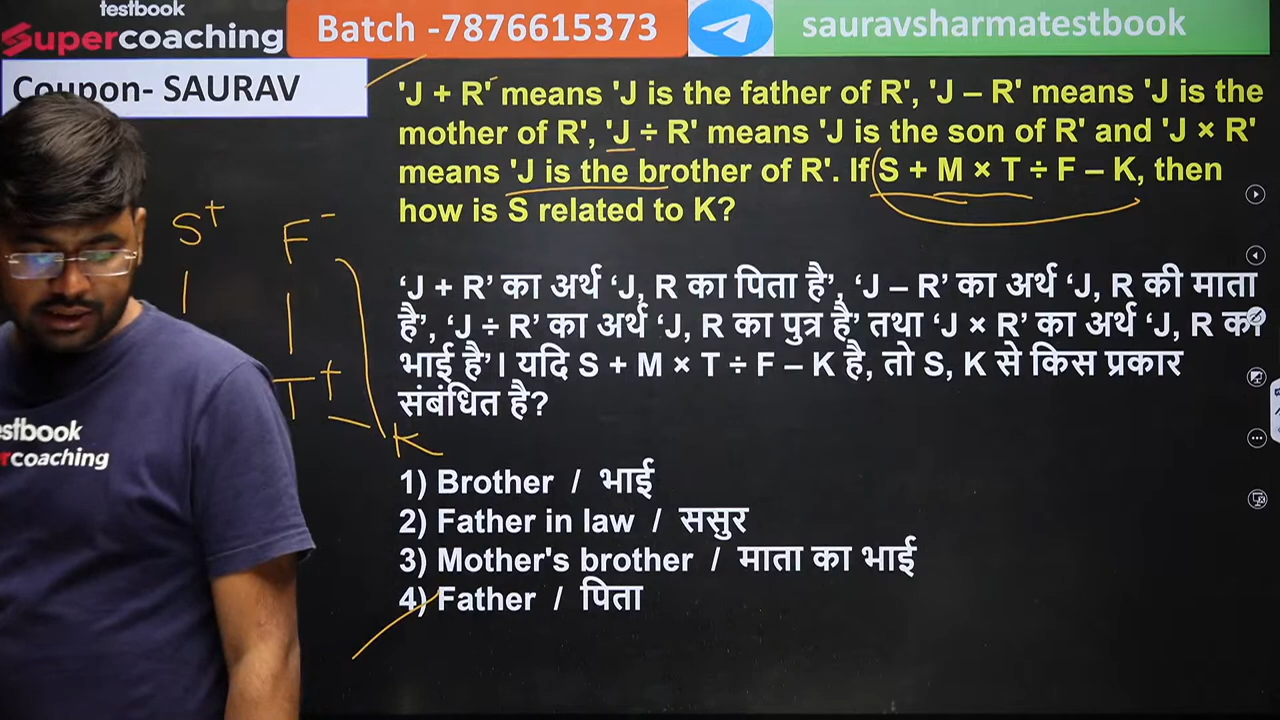 testbook
Supercoaching
Batch -7876615373
sauravsharmatestbook
Coupon- SAURAV
'J + R' means 'J is the father of R', 'J – R' means 'J is the
mother of R', 'J ÷ R' means 'J is the son of R' and 'J × R'
means 'J is the brother of R'. If S + M × T ÷ F – K, then
how is S related to K?
‘J + R’ का अर्थ ‘J, R का पिता है’, ‘J – R’ का अर्थ ‘J, R की माता
है’, ‘J ÷ R’ का अर्थ ‘J, R का पुत्र है’ तथा ‘J × R’ का अर्थ ‘J, R का
भाई है’। यदि S + M × T ÷ F – K है, तो S, K से किस प्रकार
संबंधित है?
1) Brother / भाई
2) Father in law / ससुर
3) Mother's brother / माता का भाई
4) Father / पिता
S+ F-
T+
K
estbook
rcoaching